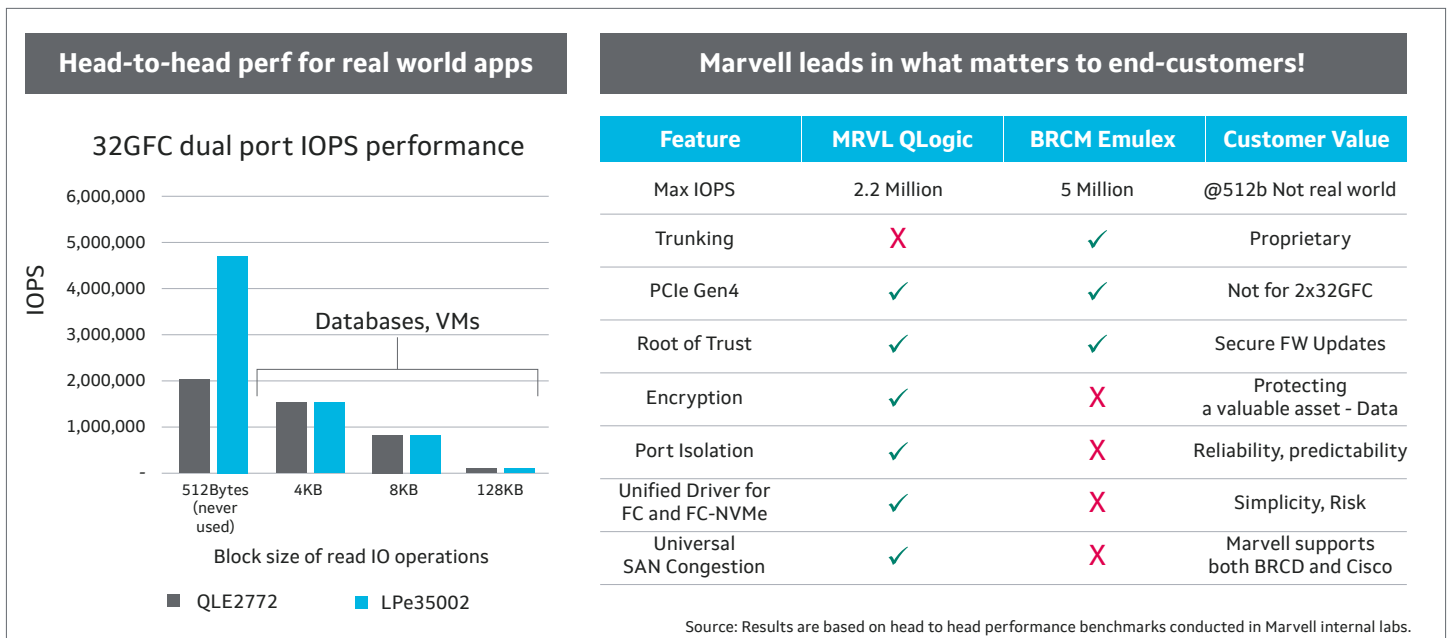 Head-to-head perf for real world apps
32GFC dual port IOPS performance
IOPS
6,000,000
5,000,000
4,000,000
3,000,000
2,000,000
1,000,000
-
Databases, VMs
512Bytes
(never
used)
4KB
8KB
128KB
Block size of read IO operations
QLE2772
LPe35002
Marvell leads in what matters to end-customers!
Feature MRVL QLogic BRCM Emulex Customer Value
Max IOPS 2.2 Million 5 Million @512b Not real world
Trunking X ✓ Proprietary
PCIe Gen4 ✓ ✓ Not for 2x32GFC
Root of Trust ✓ ✓ Secure FW Updates
Encryption ✓ X Protecting
a valuable asset - Data
Port Isolation ✓ X Reliability, predictability
Unified Driver for
FC and FC-NVMe ✓ X Simplicity, Risk
Universal
SAN Congestion ✓ X Marvell supports
both BRCD and Cisco
Source: Results are based on head to head performance benchmarks conducted in Marvell internal labs.